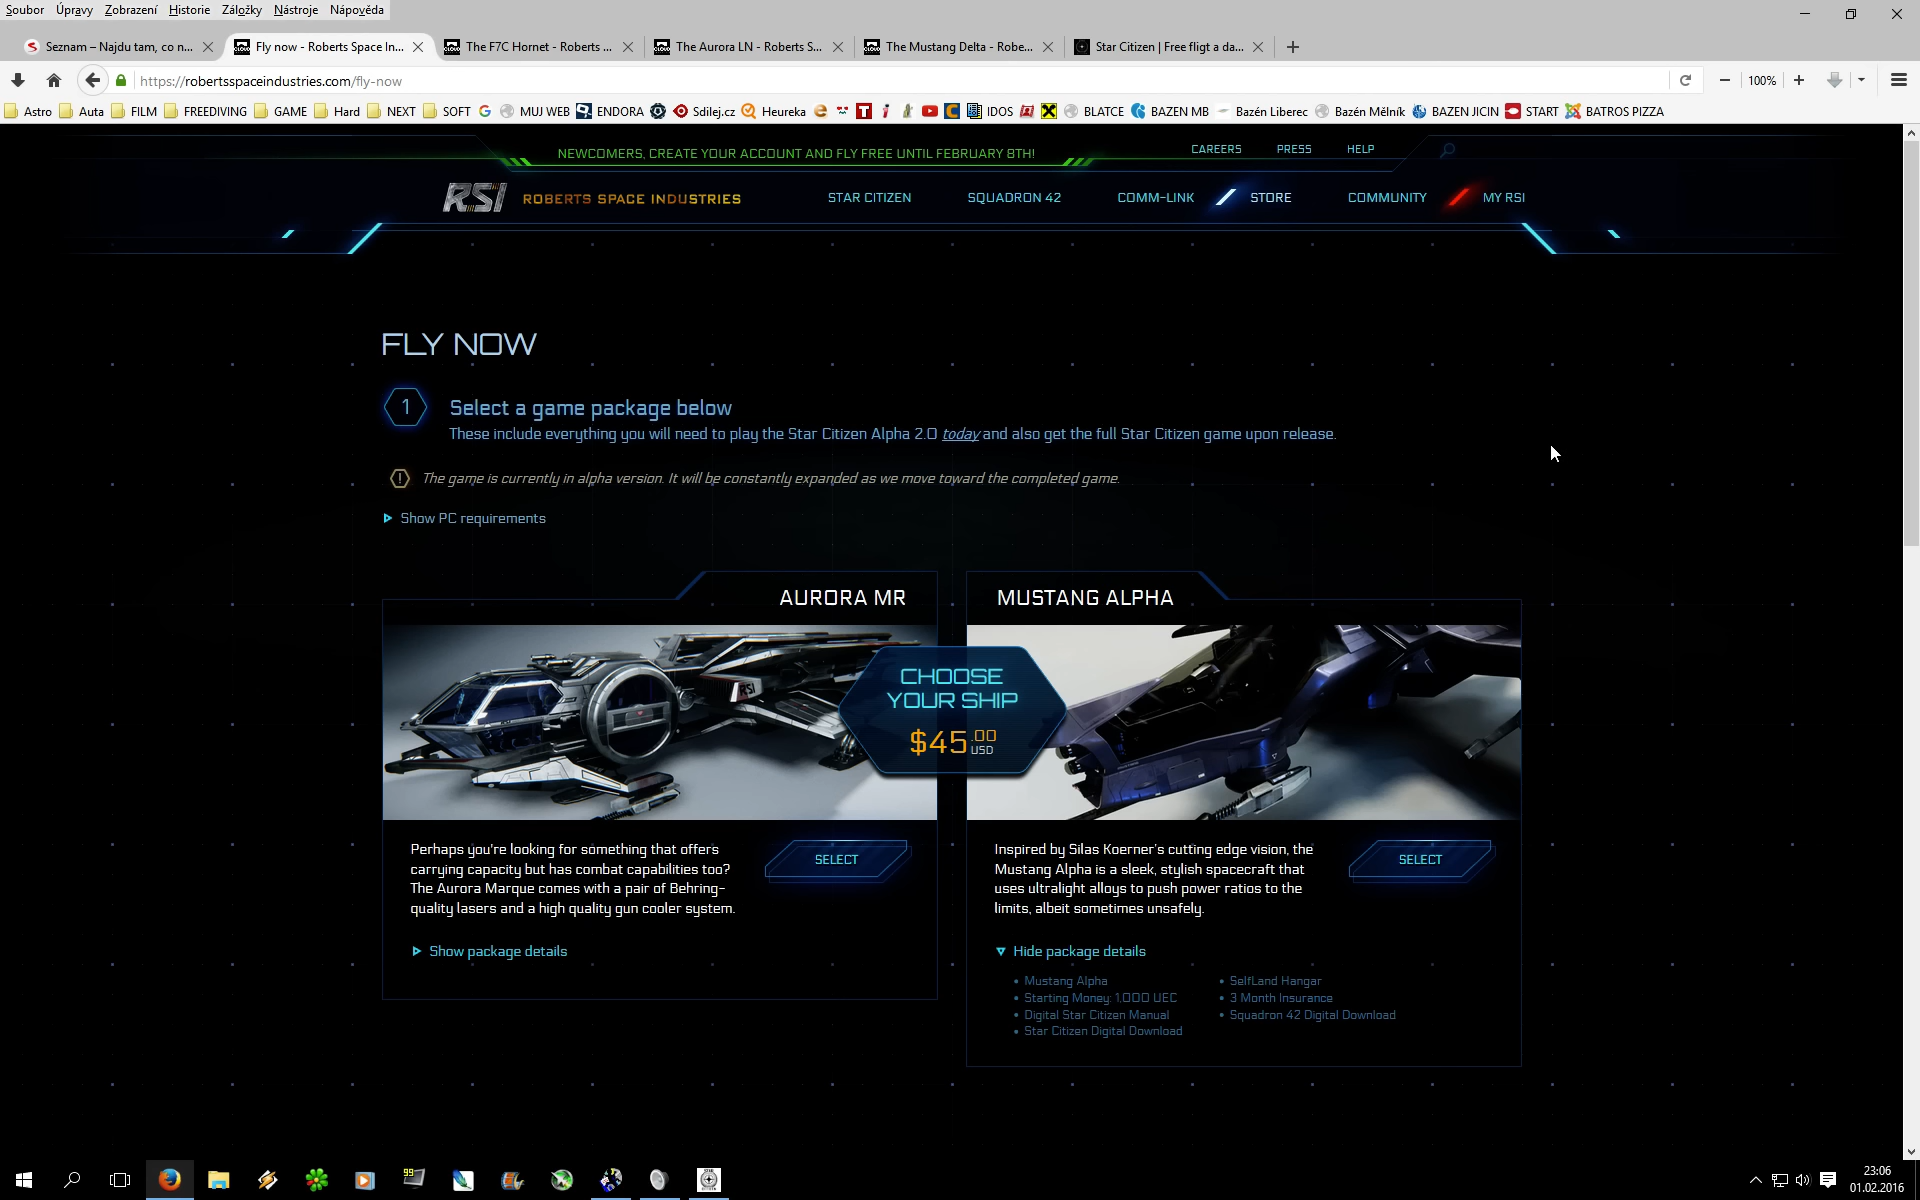 Soubor Úpravy Zobrazení Historie Záložky Nástroje Nápověda
Seznam – Najdu tam, co n... Fly now - Roberts Space In... The F7C Hornet - Roberts ... The Aurora LN - Roberts S... The Mustang Delta - Robe... Star Citizen | Free fligt a da...
https://robertsspaceindustries.com/fly-now 100%
Astro Auta FILM FREEDIVING GAME Hard NEXT SOFT MUJ WEB ENDORA Sdilej.cz Heureka IDOS BLATCE BAZEN MB Bazén Liberec Bazén Mělník BAZEN JICIN START BATROS PIZZA
NEWCOMERS, CREATE YOUR ACCOUNT AND FLY FREE UNTIL FEBRUARY 8TH! CAREERS PRESS HELP
RSI ROBERTS SPACE INDUSTRIES STAR CITIZEN SQUADRON 42 COMM-LINK STORE COMMUNITY MY RSI
FLY NOW
1 Select a game package below
These include everything you will need to play the Star Citizen Alpha 2.0 today and also get the full Star Citizen game upon release.
The game is currently in alpha version. It will be constantly expanded as we move toward the completed game.
Show PC requirements
AURORA MR
MUSTANG ALPHA
CHOOSE
YOUR SHIP
$45.00 USD
RSI
Perhaps you're looking for something that offers
carrying capacity but has combat capabilities too?
The Aurora Marque comes with a pair of Behring-
quality lasers and a high quality gun cooler system.
SELECT
Show package details
Inspired by Silas Koerner's cutting edge vision, the
Mustang Alpha is a sleek, stylish spacecraft that
uses ultralight alloys to push power ratios to the
limits, albeit sometimes unsafely.
SELECT
Hide package details
Mustang Alpha
Starting Money: 1,000 UEC
Digital Star Citizen Manual
Star Citizen Digital Download
SelfLand Hangar
3 Month Insurance
Squadron 42 Digital Download
99
23:06
01.02.2016